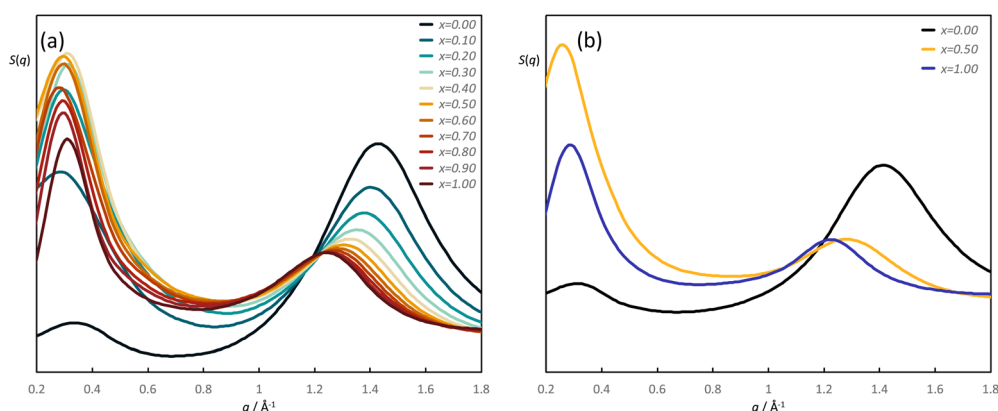 (a)
S(q)
x=0.00
x=0.10
x=0.20
x=0.30
x=0.40
x=0.50
x=0.60
x=0.70
x=0.80
x=0.90
x=1.00
0.2 0.4 0.6 0.8 1 1.2 1.4 1.6 1.8
q / Å-1
(b)
S(q)
x=0.00
x=0.50
x=1.00
0.2 0.4 0.6 0.8 1 1.2 1.4 1.6 1.8
q / Å-1